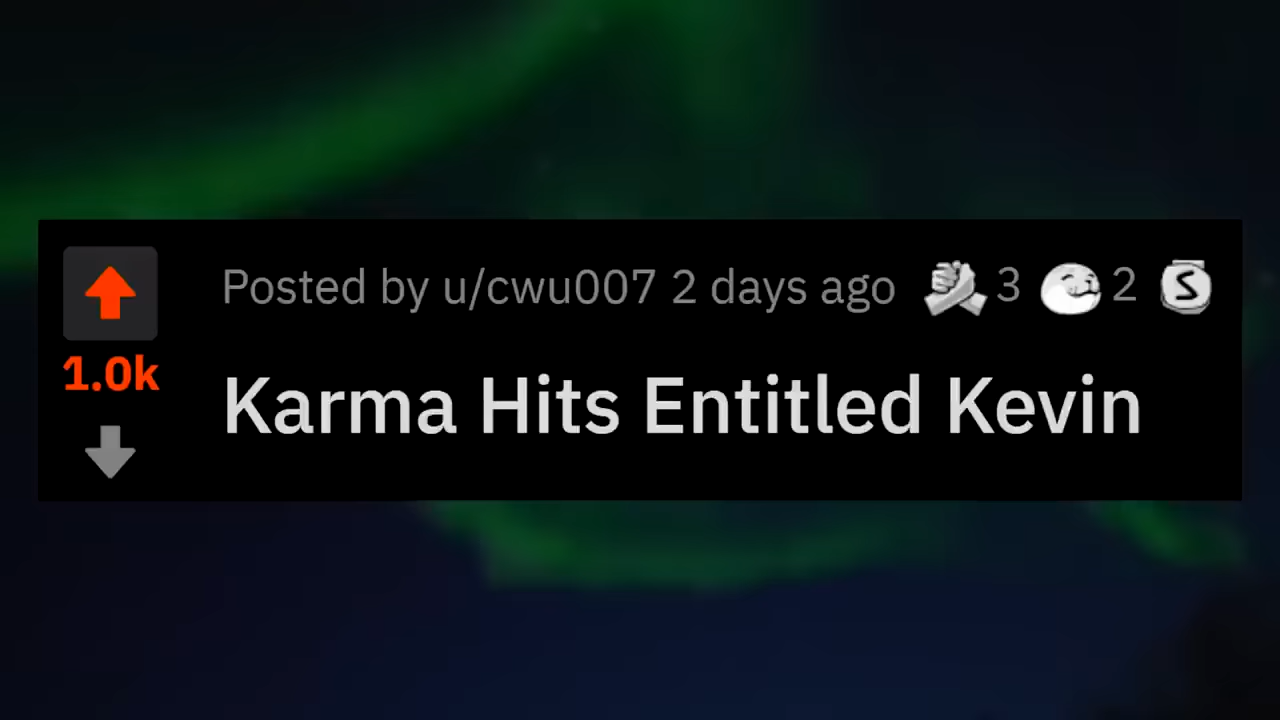 Posted by u/cwu007 2 days ago 3 2 S
1.0k
Karma Hits Entitled Kevin